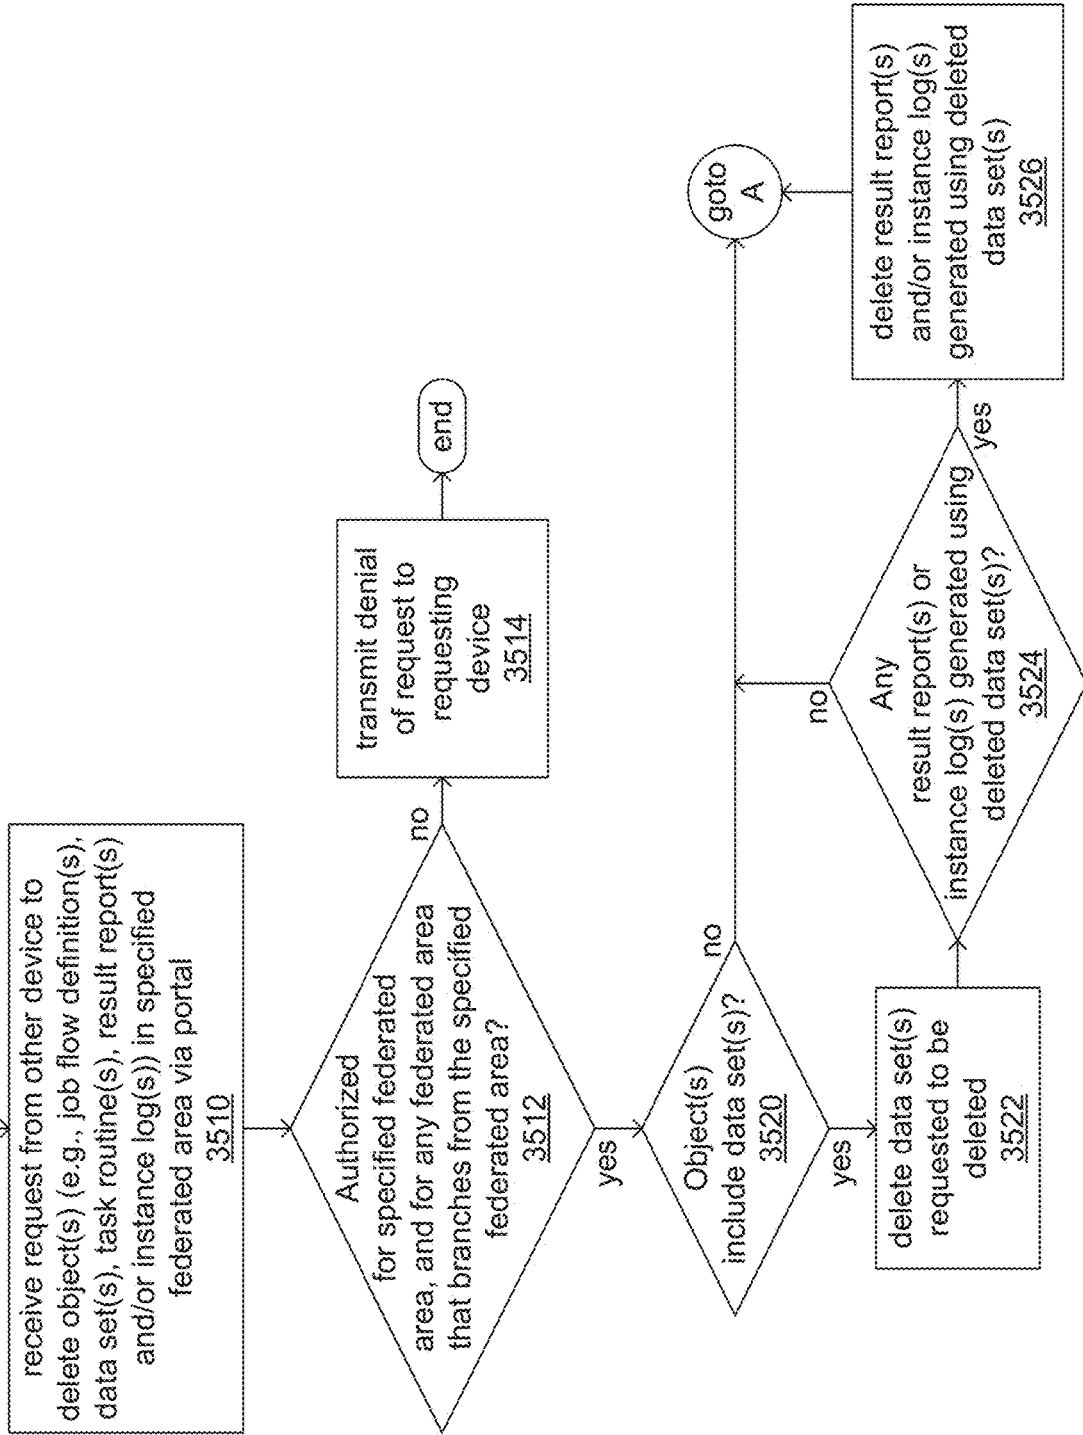 receive request from other device to
delete object(s) (e.g., job flow definition(s),
data set(s), task routine(s), result report(s)
and/or instance log(s)) in specified
federated area via portal
3510
Authorized
for specified federated
area, and for any federated area
that branches from the specified
federated area?
3512
no
transmit denial
of request to
requesting
device
3514
end
yes
Object(s)
include data set(s)?
3520
no
goto
A
yes
delete data set(s)
requested to be
deleted
3522
Any
result report(s) or
instance log(s) generated using
deleted data set(s)?
3524
no
yes
delete result report(s)
and/or instance log(s)
generated using deleted
data set(s)
3526